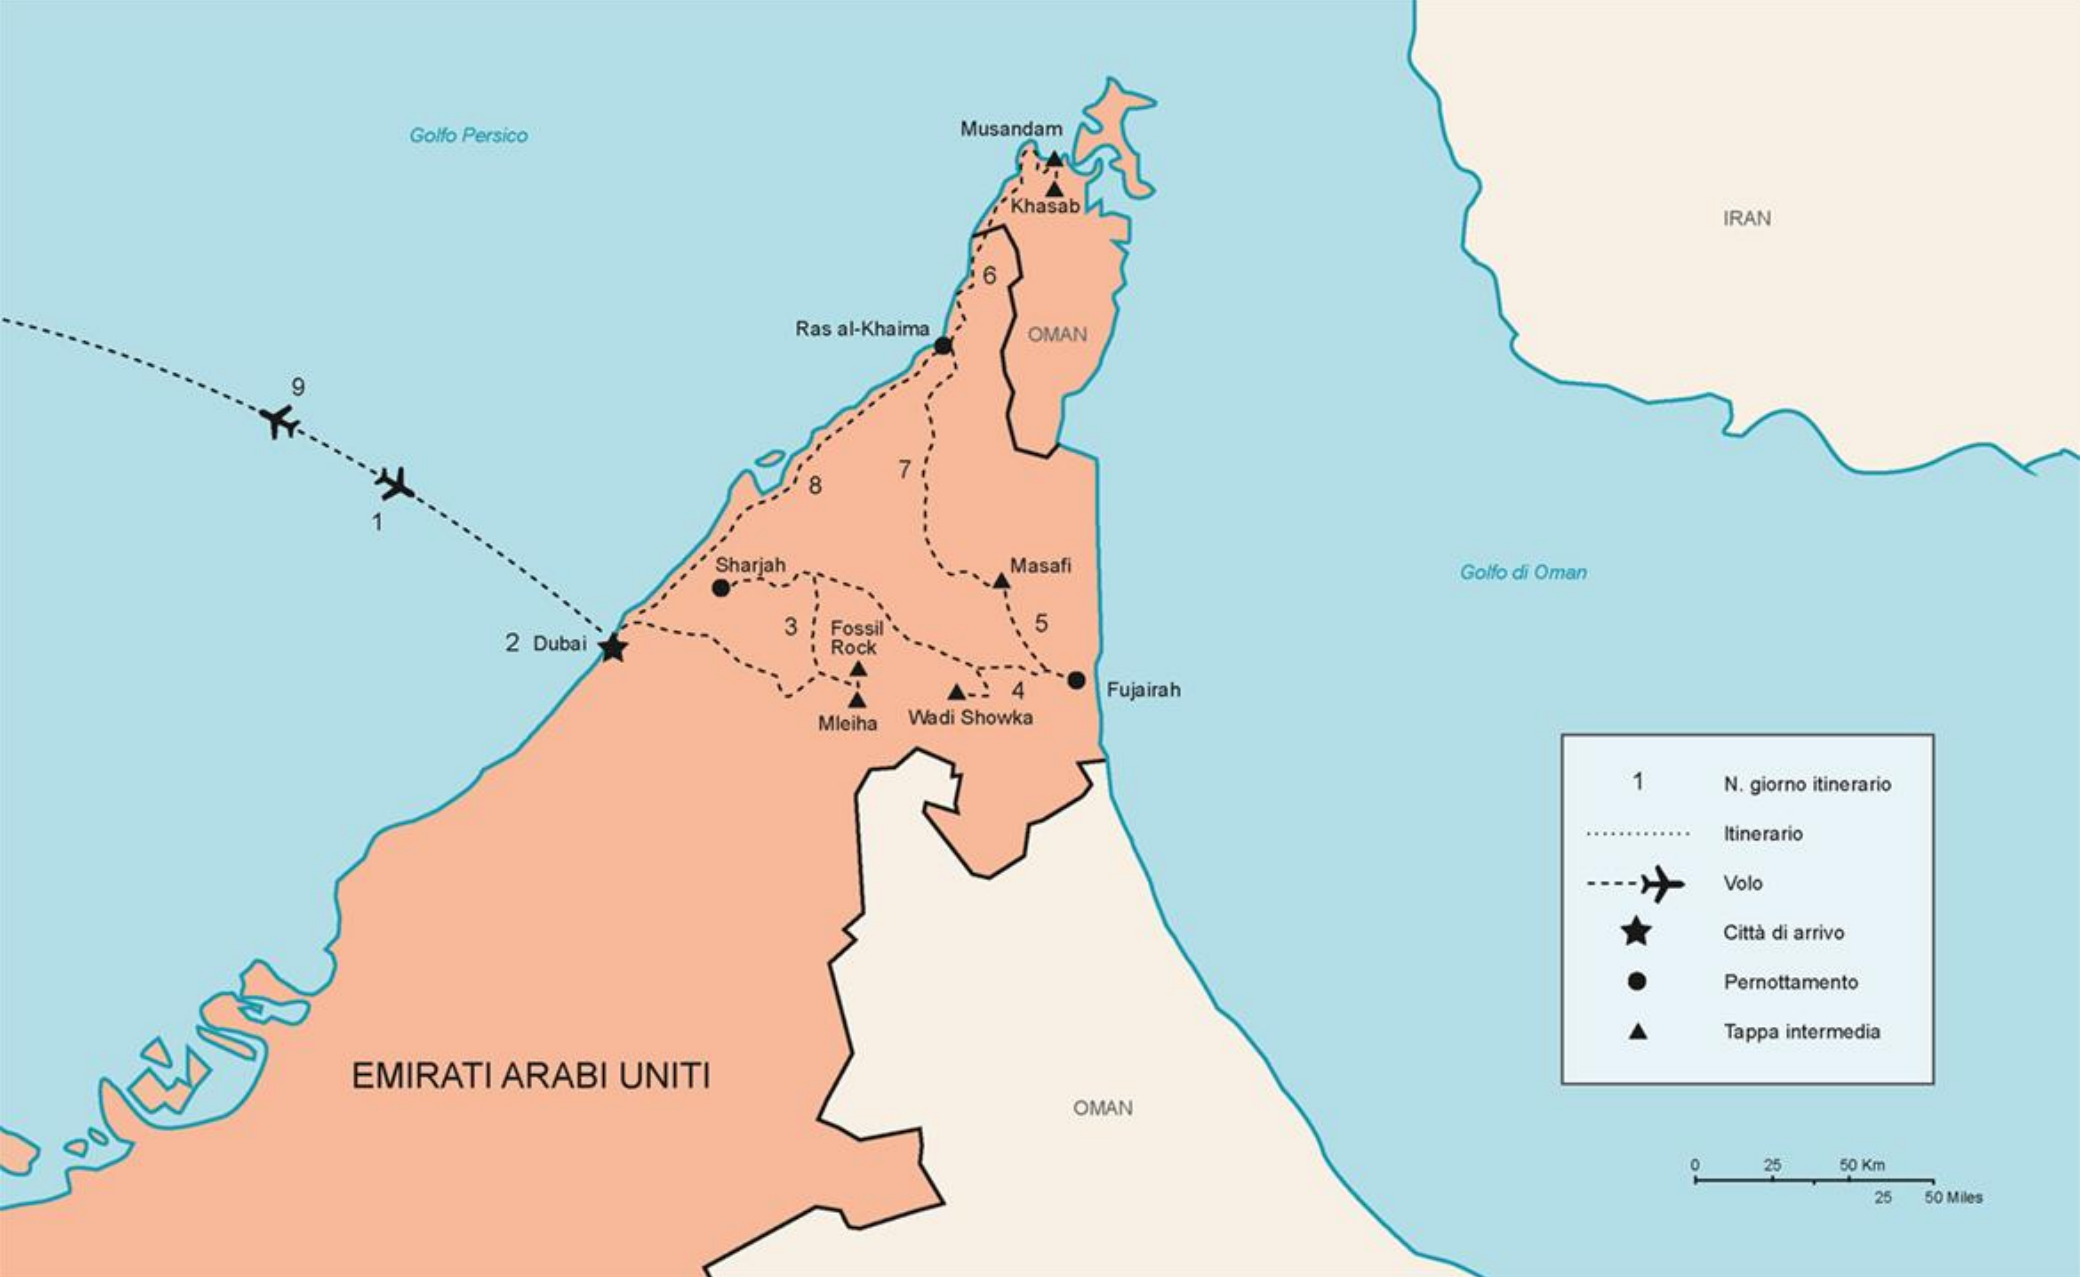 Musandam
Golfo Persico
Khasab
IRAN
6
Ras al-Khaima
OMAN
9
7
8
1
Sharjah
Masafi
Golfo di Oman
3
Fossil
Rock
5
2 Dubai
4
Fujairah
Mleiha
Wadi Showka
1 N. giorno itinerario
Itinerario
Volo
Città di arrivo
Pernottamento
Tappa intermedia
EMIRATI ARABI UNITI
OMAN
0 25 50 Km
25 50 Miles